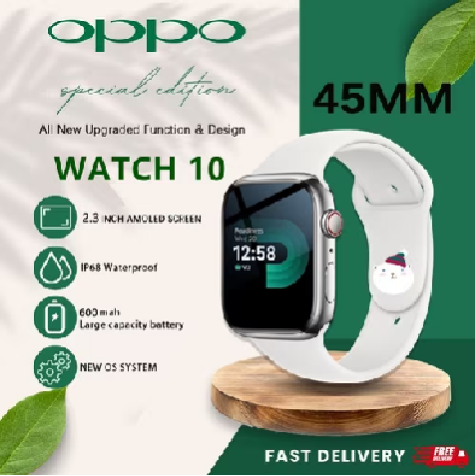 oppo
special edition
45MM
All New Upgraded Function & Design
WATCH 10
2.3 INCH AMOLED SCREEN
IP68 Waterproof
600 mah
Large capacity battery
NEW OS SYSTEM
12:58
FAST DELIVERY
FREE
DELIVERY